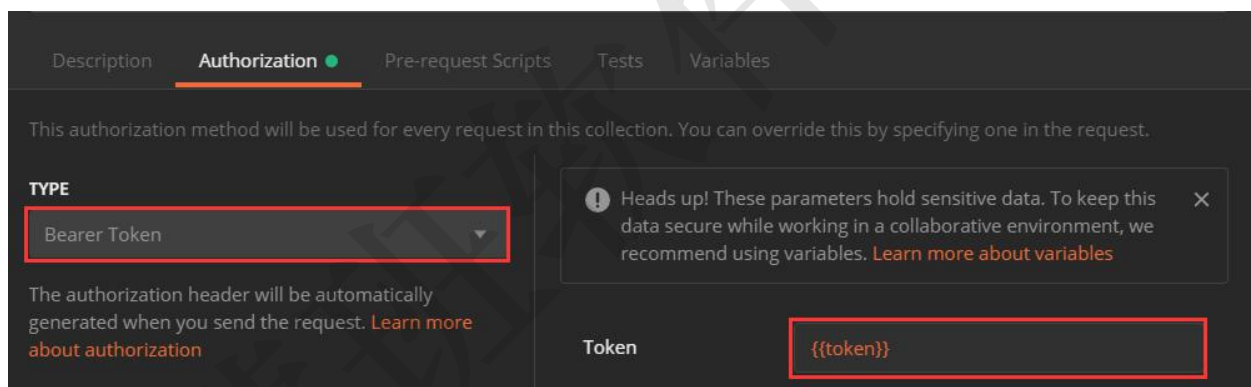 Description Authorization Pre-request Scripts Tests Variables
This authorization method will be used for every request in this collection. You can override this by specifying one in the request.
TYPE
Bearer Token
The authorization header will be automatically
generated when you send the request. Learn more
about authorization
Heads up! These parameters hold sensitive data. To keep this
data secure while working in a collaborative environment, we
recommend using variables. Learn more about variables
Token
{{token}}